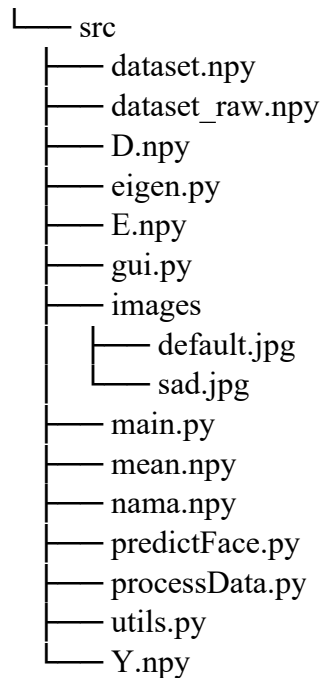 src
dataset.npy
dataset_raw.npy
D.npy
eigen.py
E.npy
gui.py
images
default.jpg
sad.jpg
main.py
mean.npy
nama.npy
predictFace.py
processData.py
utils.py
Y.npy